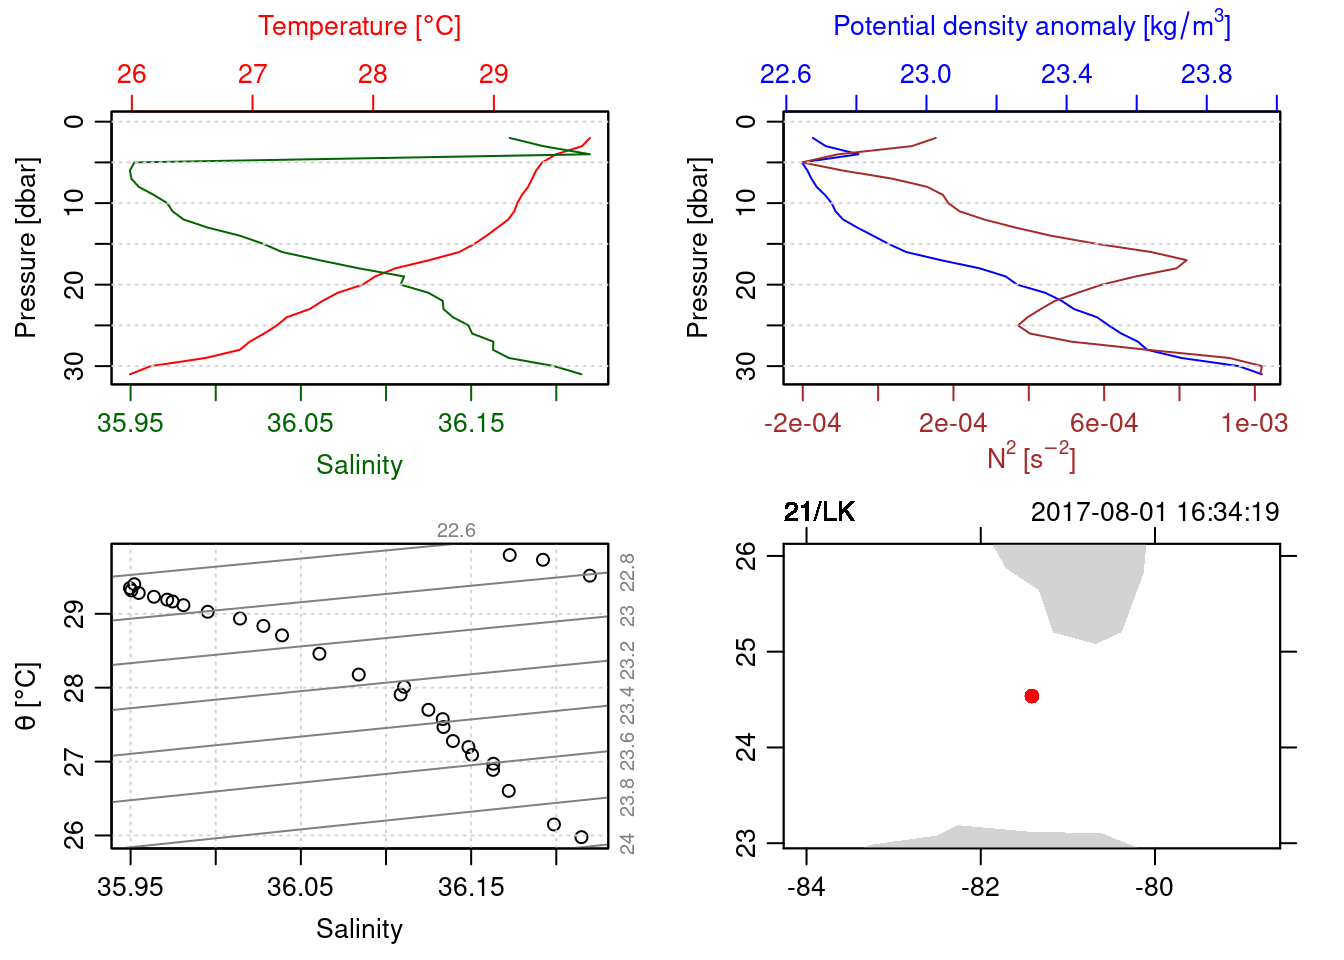 Temperature [°C]
26 27 28 29
Pressure [dbar]
0 10 20 30
35.95 36.05 36.15
Salinity
Potential density anomaly [kg/m³]
22.6 23.0 23.4 23.8
Pressure [dbar]
0 10 20 30
-2e-04 2e-04 6e-04 1e-03
N² [s⁻²]
22.6
22.8
23
23.2
23.4
23.6
23.8
24
θ [°C]
29 28 27 26
35.95 36.05 36.15
Salinity
21/LK 2017-08-01 16:34:19
26 25 24 23
-84 -82 -80